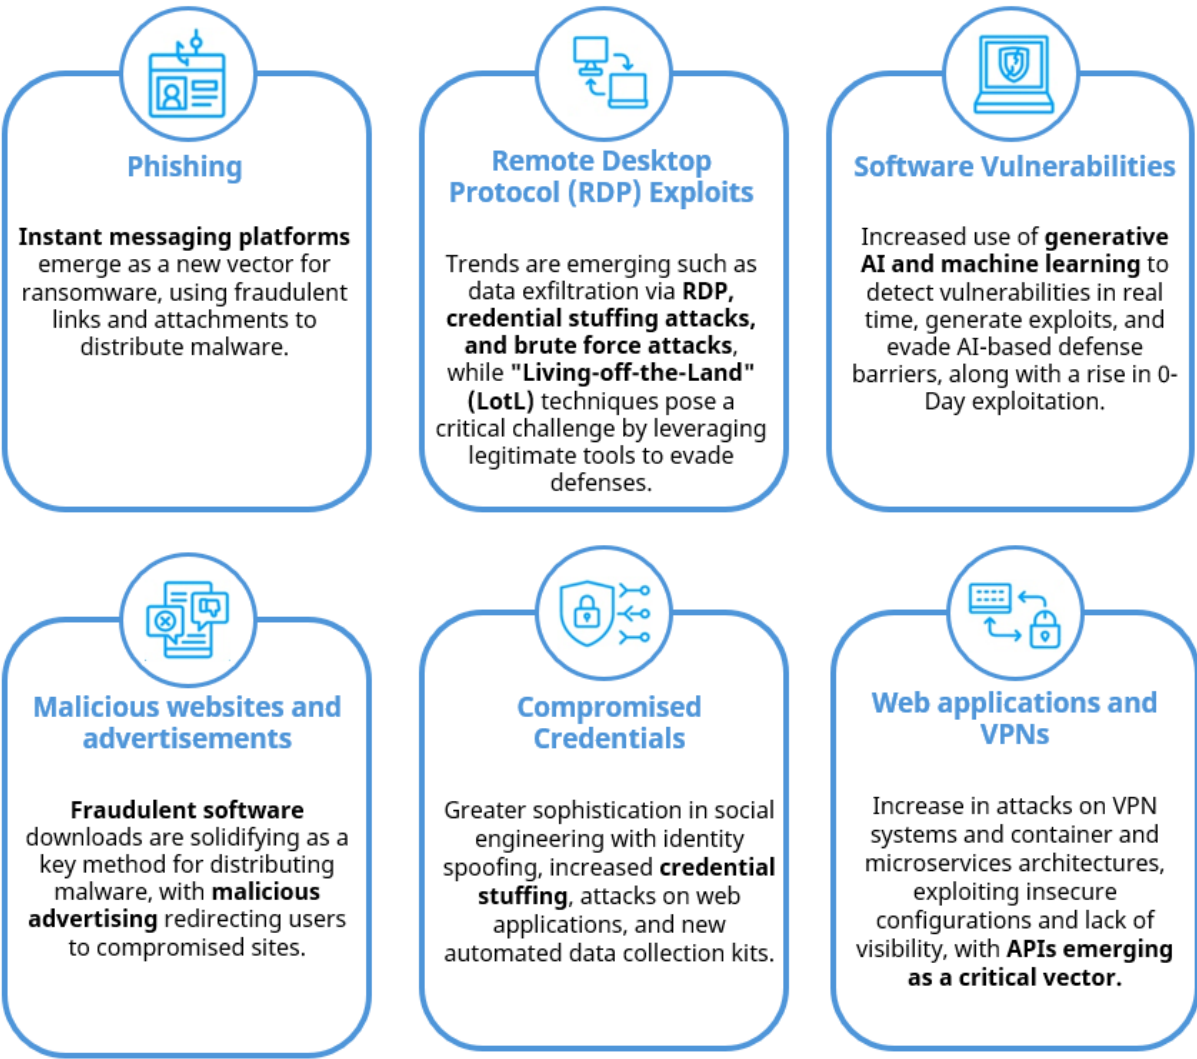 Phishing
Instant messaging platforms
emerge as a new vector for
ransomware, using fraudulent
links and attachments to
distribute malware.
Remote Desktop
Protocol (RDP) Exploits
Trends are emerging such as
data exfiltration via RDP,
credential stuffing attacks,
and brute force attacks,
while "Living-off-the-Land"
(LotL) techniques pose a
critical challenge by leveraging
legitimate tools to evade
defenses.
Software Vulnerabilities
Increased use of generative
AI and machine learning to
detect vulnerabilities in real
time, generate exploits, and
evade AI-based defense
barriers, along with a rise in 0-
Day exploitation.
Malicious websites and
advertisements
Fraudulent software
downloads are solidifying as a
key method for distributing
malware, with malicious
advertising redirecting users
to compromised sites.
Compromised
Credentials
Greater sophistication in social
engineering with identity
spoofing, increased credential
stuffing, attacks on web
applications, and new
automated data collection kits.
Web applications and
VPNs
Increase in attacks on VPN
systems and container and
microservices architectures,
exploiting insecure
configurations and lack of
visibility, with APIs emerging
as a critical vector.